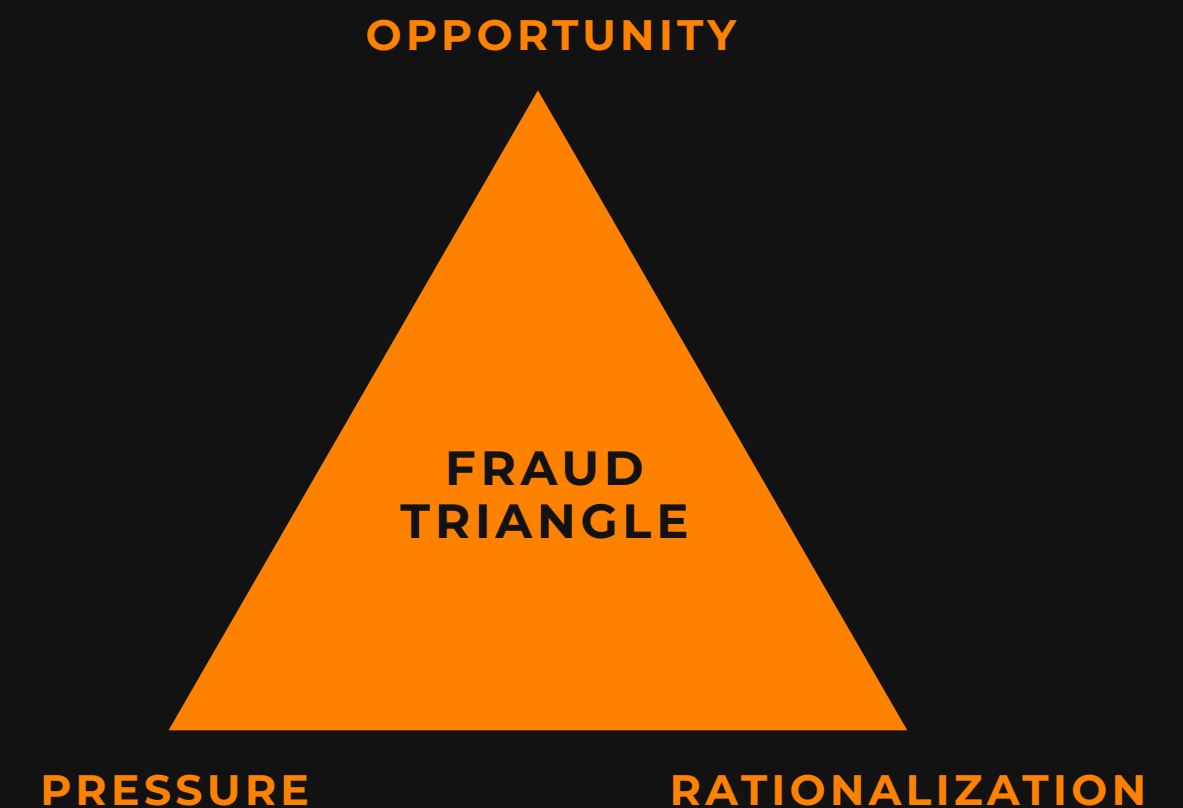 OPPORTUNITY
FRAUD
TRIANGLE
PRESSURE
RATIONALIZATION